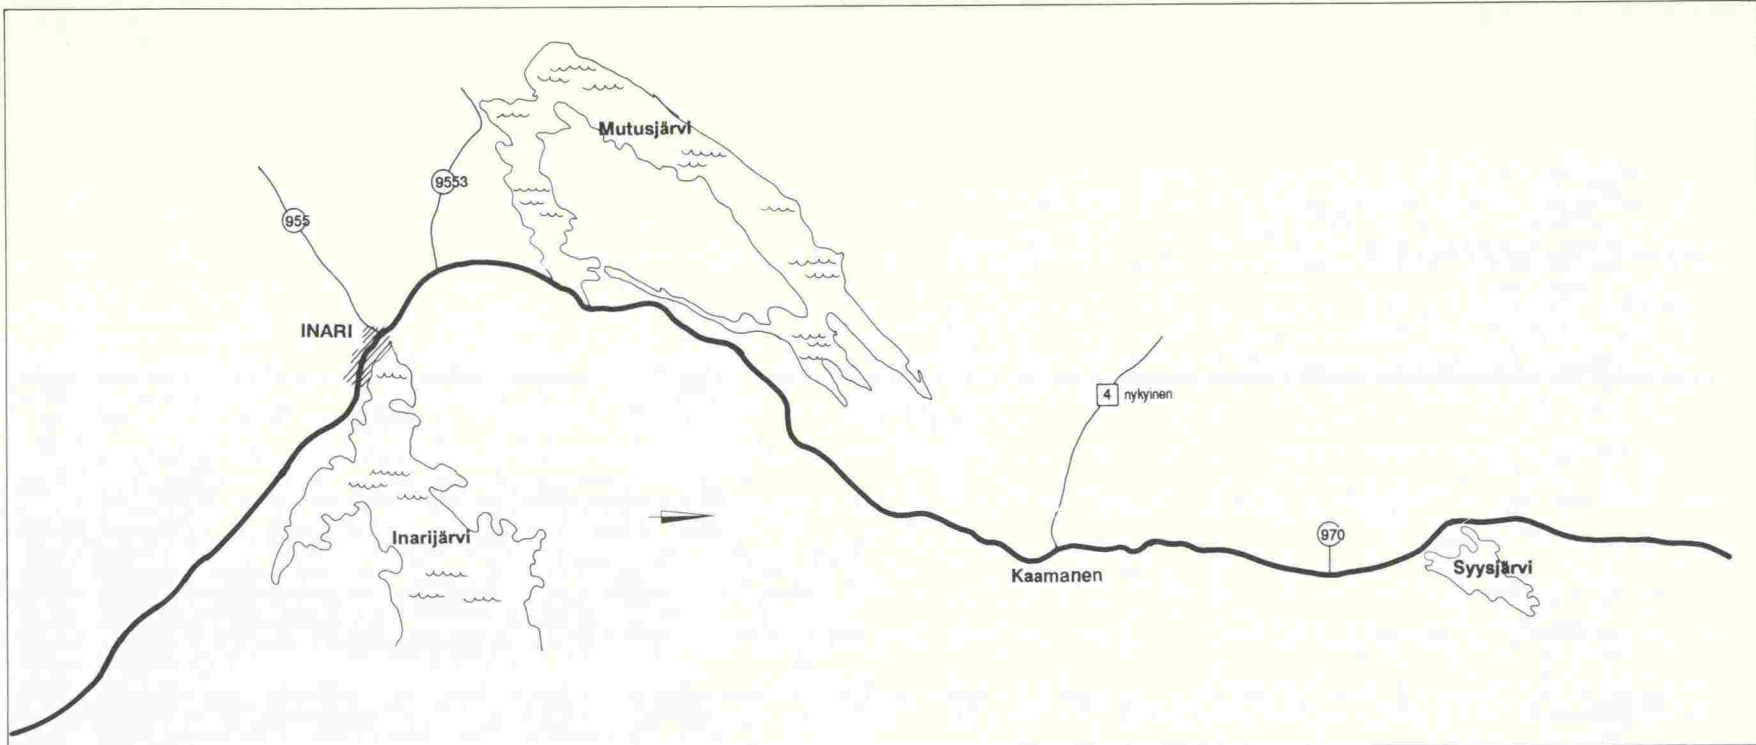 Mutusjärvi
9553
955
INARI
4 nykyinen
970
Inarijärvi
Syysjärvi
Kaamanen